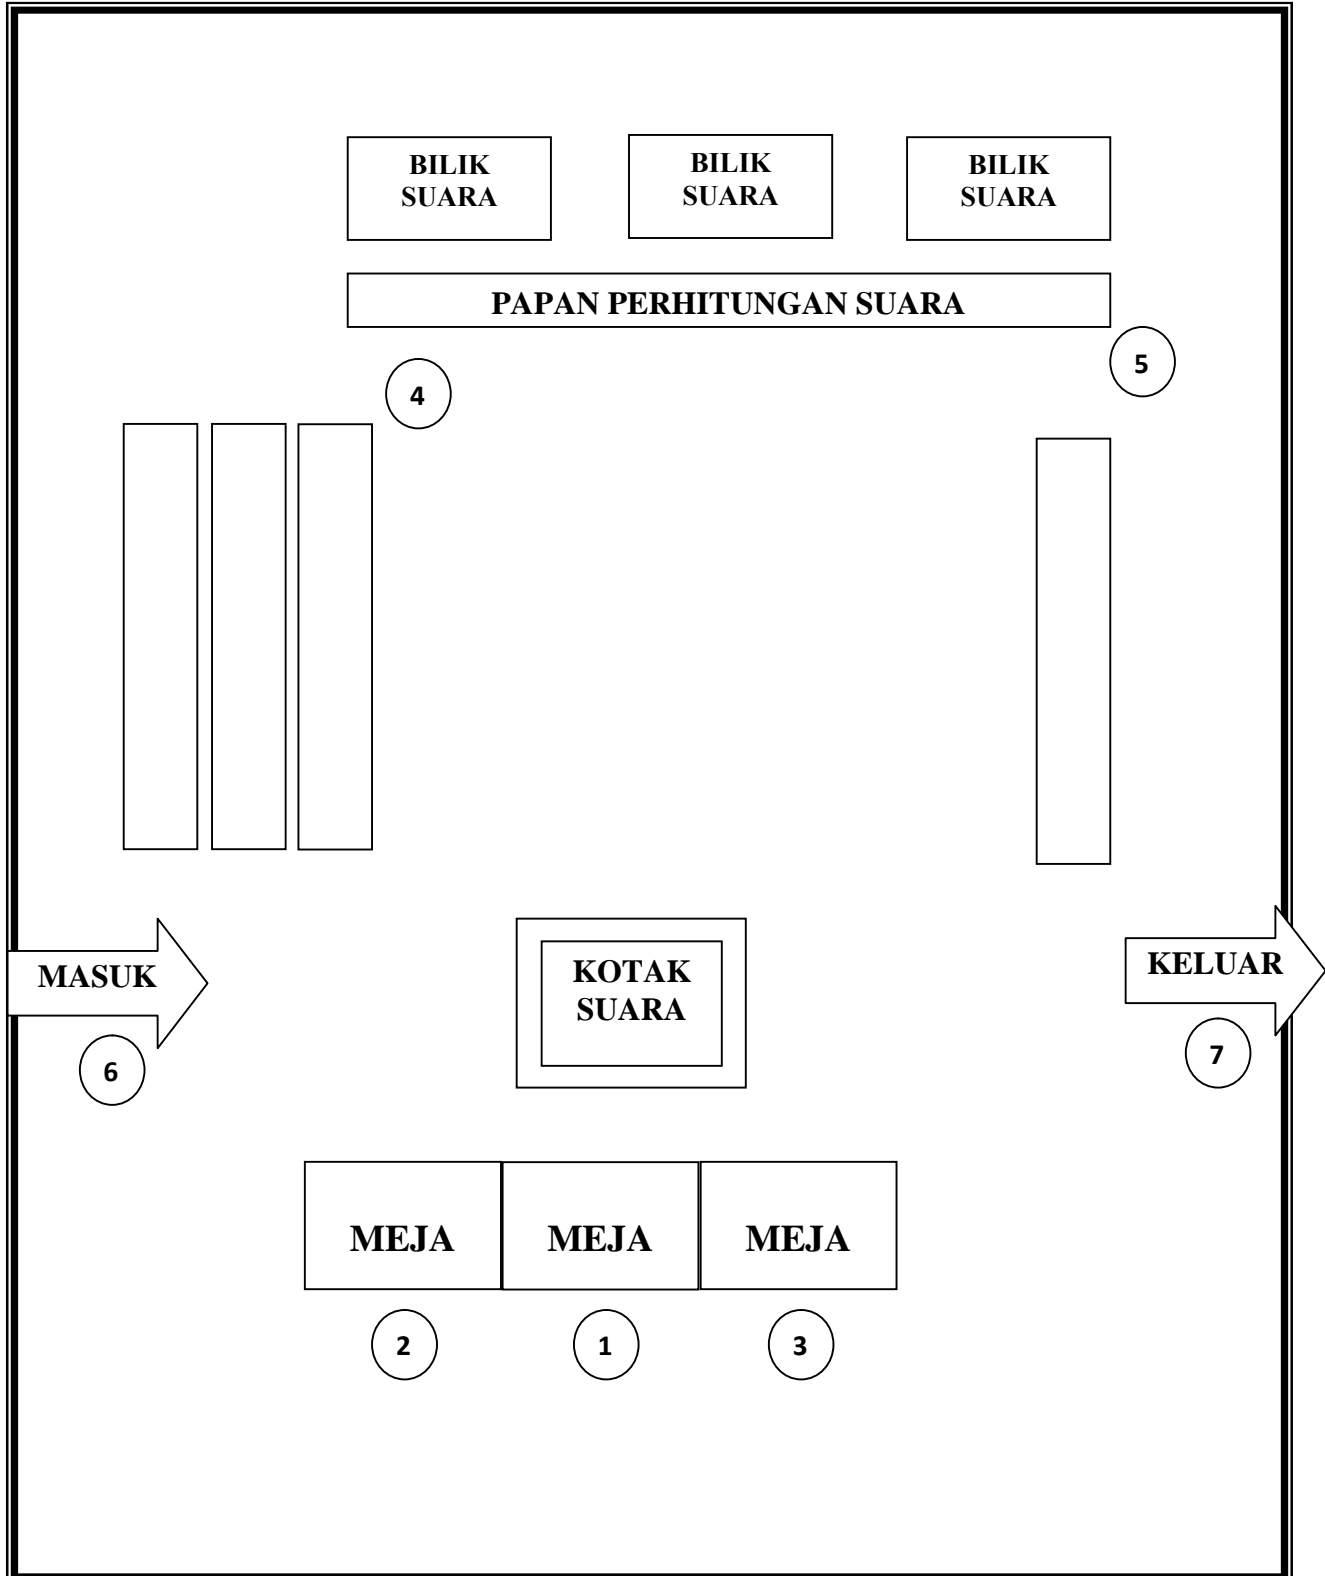 BILIK
SUARA
BILIK
SUARA
BILIK
SUARA
PAPAN PERHITUNGAN SUARA
5
4
MASUK
KELUAR
KOTAK
SUARA
6
7
MEJA
MEJA
MEJA
2
1
3